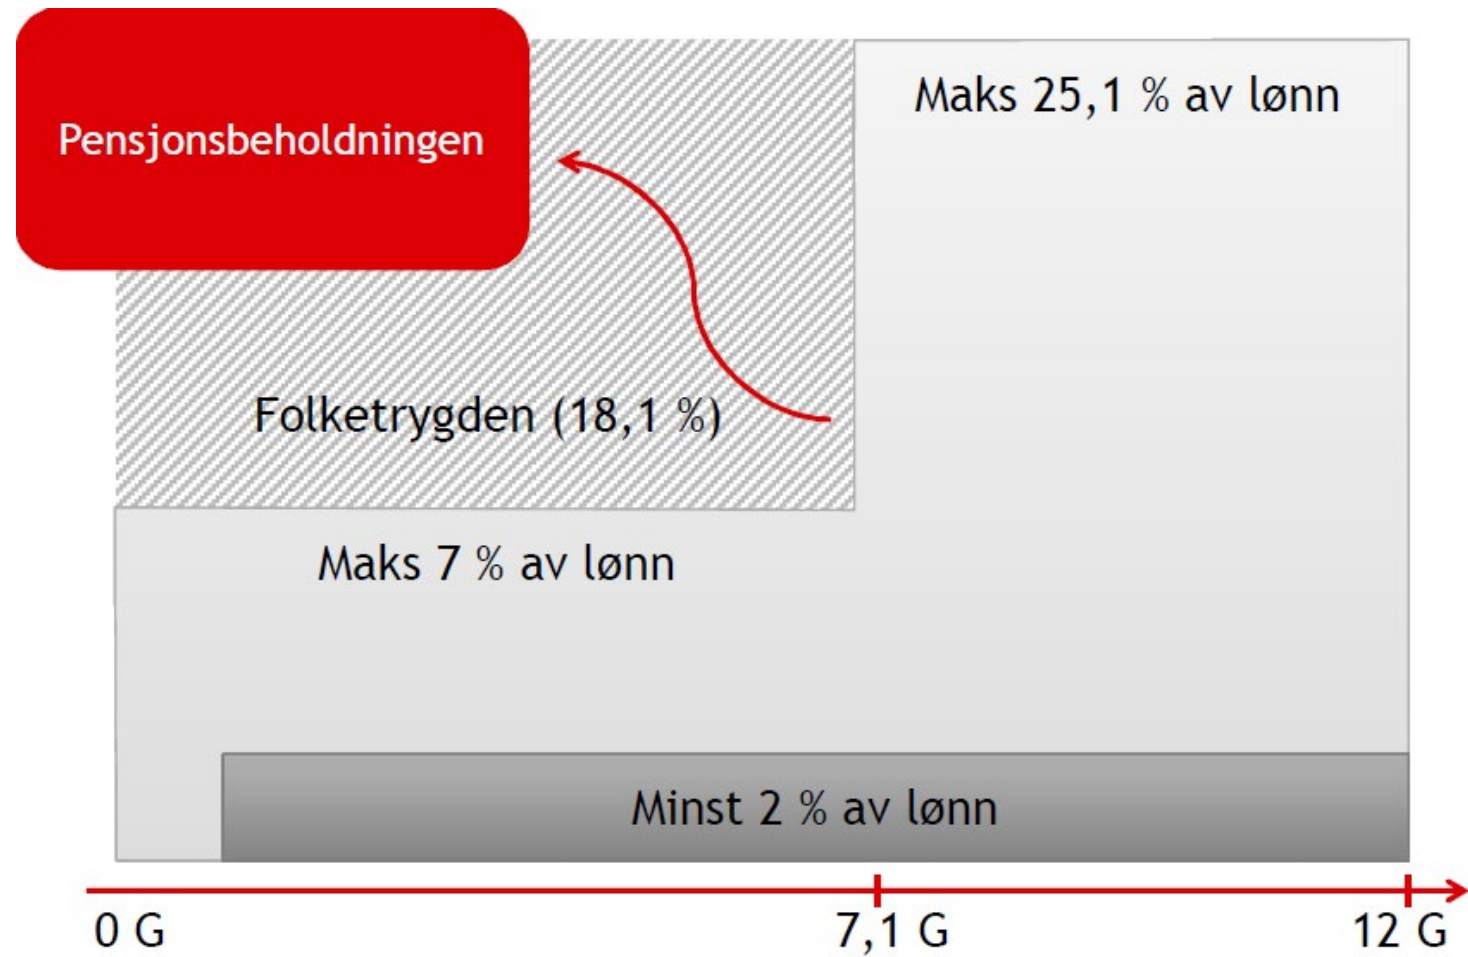 Pensjonsbeholdningen
Maks 25,1 % av lønn
Folketrygden (18,1 %)
Maks 7 % av lønn
Minst 2 % av lønn
0 G
7,1 G
12 G